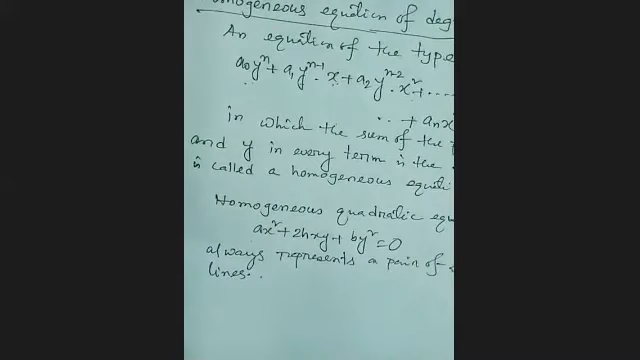 omogeneous equation of deg
An equation of the type
a₀yⁿ + a₁yⁿ⁻¹·x + a₂yⁿ⁻²·x² + ....
.. + aₙx
in which the sum of the
and y in every term is the
is called a homogeneous equati
Homogeneous quadratic equ
ax² + 2hxy + by² = 0
always represents a pair of
lines.